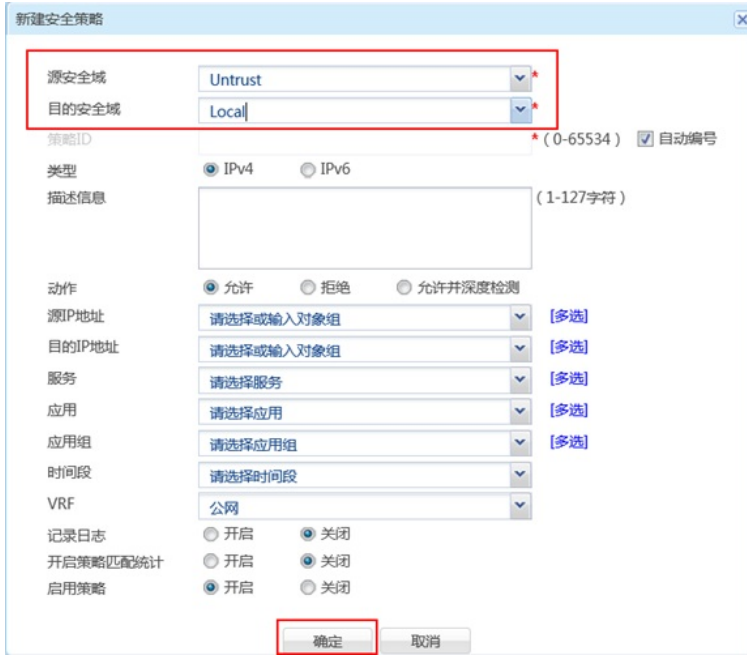 新建安全策略
源安全域 Untrust *
目的安全域 Local *
策略ID * (0-65534) 自动编号
类型 IPv4 IPv6
描述信息 (1-127字符)
动作 允许 拒绝 允许并深度检测
源IP地址 请选择或输入对象组 [多选]
目的IP地址 请选择或输入对象组 [多选]
服务 请选择服务 [多选]
应用 请选择应用 [多选]
应用组 请选择应用组 [多选]
时间段 请选择时间段
VRF 公网
记录日志 开启 关闭
开启策略匹配统计 开启 关闭
启用策略 开启 关闭
确定 取消